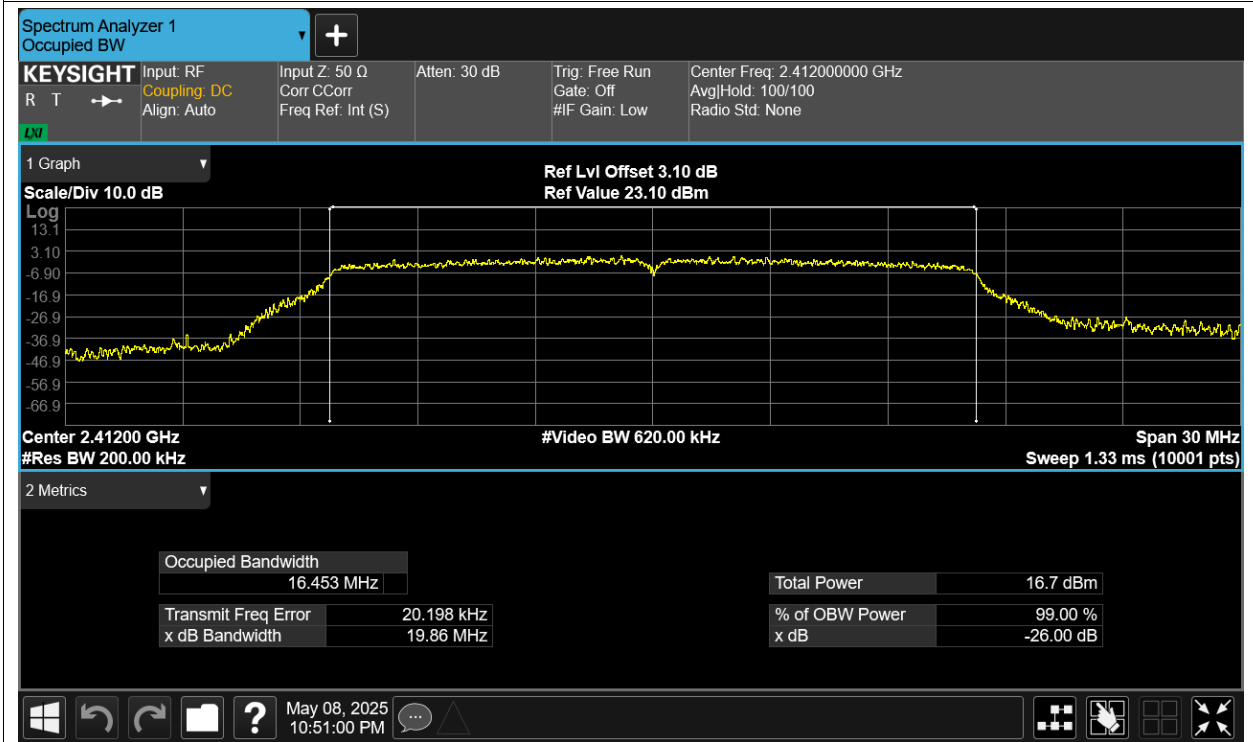 Spectrum Analyzer 1
Occupied BW
KEYSIGHT
R T
LXI
Input: RF
Coupling: DC
Align: Auto
Input Z: 50 Ω
Corr CCorr
Freq Ref: Int (S)
Atten: 30 dB
Trig: Free Run
Gate: Off
#IF Gain: Low
Center Freq: 2.412000000 GHz
Avg|Hold: 100/100
Radio Std: None
1 Graph
Scale/Div 10.0 dB
Ref Lvl Offset 3.10 dB
Ref Value 23.10 dBm
Log
13.1
3.10
-6.90
-16.9
-26.9
-36.9
-46.9
-56.9
-66.9
Center 2.41200 GHz
#Res BW 200.00 kHz
#Video BW 620.00 kHz
Span 30 MHz
Sweep 1.33 ms (10001 pts)
2 Metrics
Occupied Bandwidth
16.453 MHz
Transmit Freq Error 20.198 kHz
x dB Bandwidth 19.86 MHz
Total Power 16.7 dBm
% of OBW Power 99.00 %
x dB -26.00 dB
?
May 08, 2025
10:51:00 PM